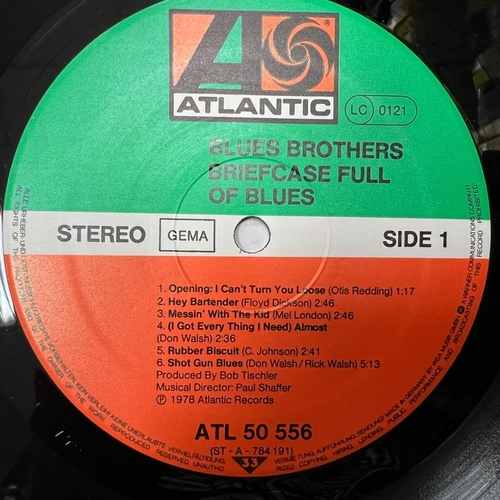 ATLANTIC
LC 0121
BLUES BROTHERS
BRIEFCASE FULL
OF BLUES
STEREO GEMA SIDE 1
1. Opening: I Can't Turn You Loose (Otis Redding) 1:17
2. Hey Bartender (Floyd Dickson) 2:46
3. Messin' With The Kid (Mel London) 2:46
4. (I Got Every Thing I Need) Almost
(Don Walsh) 2:36
5. Rubber Biscuit (C. Johnson) 2:41
6. Shot Gun Blues (Don Walsh/Rick Walsh) 5:13
Produced By Bob Tischler
Musical Director: Paul Shaffer
Ⓟ 1978 Atlantic Records
ATL 50 556
(ST - A - 784 191)
33